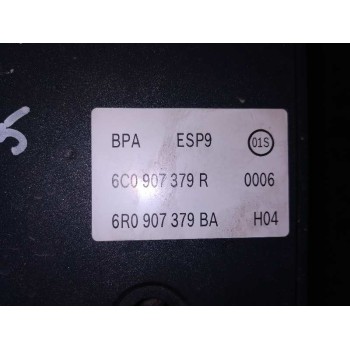 BPA ESP9 01S
6C0 907 379 R 0006
6R0 907 379 BA H04